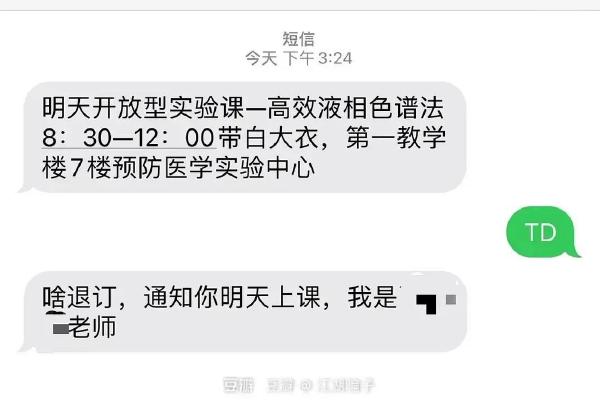 短信
今天 下午 3:24
明天开放型实验课—高效液相色谱法
8：30—12：00带白大衣，第一教学
楼7楼预防医学实验中心
TD
啥退订，通知你明天上课，我是
老师
豆瓣